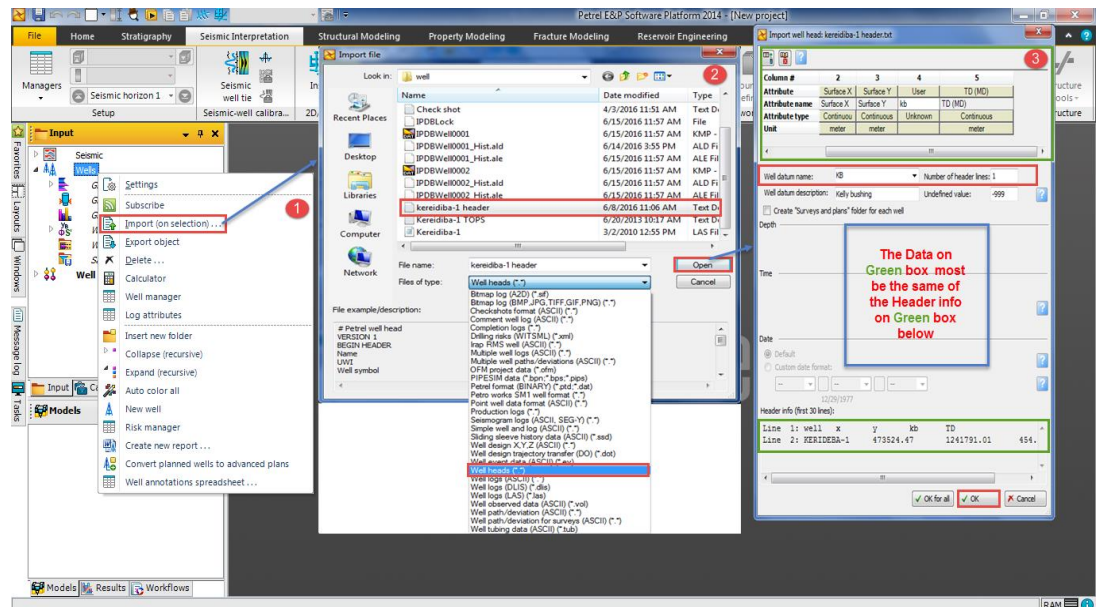 Petrel E&P Software Platform 2014 - [New project]
File Home Stratigraphy Seismic Interpretation Structural Modeling Property Modeling Fracture Modeling Reservoir Engineering
Managers
Seismic horizon 1
Setup
Seismic well tie
Seismic-well calibra...
Favorites
Layouts
Windows
Message log
Tasks
Input
Seismic
Wells
Well
Settings
Subscribe
Import (on selection) . . .
Export object
Delete . . .
Calculator
Well manager
Log attributes
Insert new folder
Collapse (recursive)
Expand (recursive)
Auto color all
New well
Risk manager
Create new report . . .
Convert planned wells to advanced plans
Well annotations spreadsheet . . .
1
Input
Models
Models Results Workflows
Import file
2
Look in: well
Name Date modified Type
Check shot 4/3/2016 11:51 AM Text D
IPDBLock 6/15/2016 11:57 AM File
IPDBWell0001 6/15/2016 11:57 AM KMP -
IPDBWell0001_Hist.ald 6/14/2016 3:55 PM ALD Fi
IPDBWell0001_Hist.ale 6/15/2016 11:57 AM ALE Fil
IPDBWell0002 6/15/2016 11:57 AM KMP -
IPDBWell0002_Hist.ald 6/15/2016 11:57 AM ALD Fi
IPDBWell0002_Hist.ale 6/15/2016 11:57 AM ALE Fil
kereidiba-1 header 6/8/2016 11:06 AM Text D
Kereidiba-1 TOPS 6/20/2013 10:17 AM Text D
Kereidiba-1 3/2/2010 12:55 PM LAS Fil
Recent Places
Desktop
Libraries
Computer
Network
File name: kereidiba-1 header Open
Files of type: Well heads (*.*) Cancel
File example/description:
# Petrel well head
VERSION 1
BEGIN HEADER
Name
UWI
Well symbol
Bitmap log (A2D) (*.sf)
Bitmap log (BMP,JPG,TIFF,GIF,PNG) (*.*)
Checkshots format (ASCII) (*.*)
Comment well log (ASCII) (*.*)
Completion logs (*.*)
Drilling risks (WITSML) (*.xml)
Irap RMS well (ASCII) (*.*)
Multiple well logs (ASCII) (*.*)
Multiple well paths/deviations (ASCII) (*.*)
OFM project data (*.ofm)
PIPESIM data (*.bpn;*.bps;*.pips)
Petrel format (BINARY) (*.ptd;*.dat)
Petro works SM1 well format (*.*)
Point well data format (ASCII) (*.*)
Production logs (*.*)
Seismogram logs (ASCII, SEG-Y) (*.*)
Simple well and log (ASCII) (*.*)
Sliding sleeve history data (ASCII) (*.ssd)
Well design X,Y,Z (ASCII) (*.*)
Well design trajectory transfer (DO) (*.dot)
Well event data (ASCII) (*.ev)
Well heads (*.*)
Well logs (ASCII) (*.*)
Well logs (DLIS) (*.dlis)
Well logs (LAS) (*.las)
Well observed data (ASCII) (*.vol)
Well path/deviation (ASCII) (*.*)
Well path/deviation for surveys (ASCII) (*.*)
Well tubing data (ASCII) (*.tub)
Import well head: kereidiba-1 header.txt
3
Column # 2 3 4 5
Attribute Surface X Surface Y User TD (MD)
Attribute name Surface X Surface Y kb TD (MD)
Attribute type Continuou Continuous Unknown Continuous
Unit meter meter meter
Well datum name: KB Number of header lines: 1
Well datum description: Kelly bushing Undefined value: -999
Create "Surveys and plans" folder for each well
Depth
Time
The Data on
Green box most
be the same of
the Header info
on Green box
below
Date
Default
Custom date format:
12/29/1977
Header info (first 30 lines):
Line 1: well x y kb TD
Line 2: KERIDEBA-1 473524.47 1241791.01 454.
OK for all OK Cancel
RAM